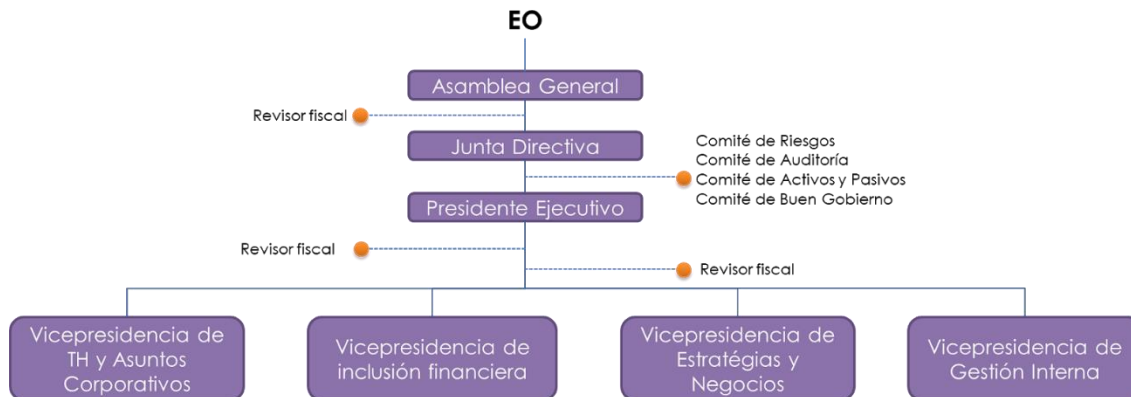 EO
Asamblea General
Revisor fiscal
Junta Directiva
Comité de Riesgos
Comité de Auditoría
Comité de Activos y Pasivos
Comité de Buen Gobierno
Presidente Ejecutivo
Revisor fiscal
Revisor fiscal
Vicepresidencia de
TH y Asuntos
Corporativos
Vicepresidencia de
inclusión financiera
Vicepresidencia de
Estratégias y
Negocios
Vicepresidencia de
Gestión Interna